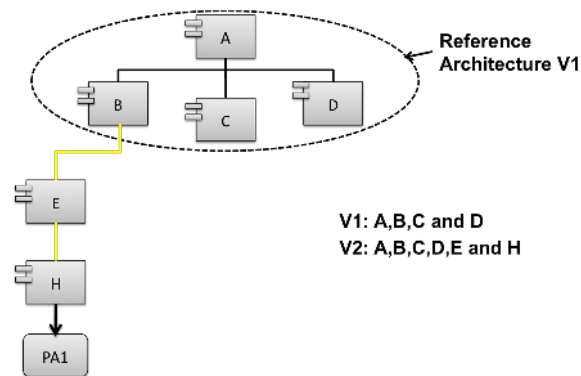 A
Reference
Architecture V1
B
C
D
E
V1: A,B,C and D
V2: A,B,C,D,E and H
H
PA1